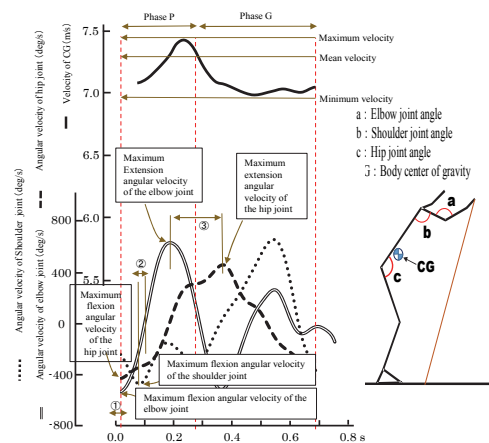 Phase P
Phase G
7.5
Maximum velocity
Mean velocity
7.0
Minimum velocity
a : Elbow joint angle
b : Shoulder joint angle
c : Hip joint angle
G : Body center of gravity
6.5
Maximum
Extension
angular velocity
of the elbow joint
Maximum
extension
angular
velocity of
the hip joint
800
6.0
③
②
400
5.5
Maximum
flexion
angular
velocity of
the hip joint
0
Maximum flexion angular velocity
of the shoulder joint
-400
Maximum flexion angular velocity of the
elbow joint
①
-800
0.0
0.2
0.4
0.6
0.8 s
Angular velocity of Shoulder joint (deg/s)
Angular velocity of elbow joint (deg/s)
Angular velocity of hip joint (deg/s)
Velocity of CG (m/s)
a
b
CG
c